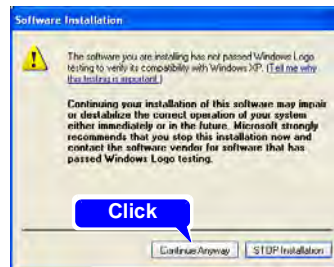 Software Installation
The software you are installing has not passed Windows Logo
testing to verify its compatibility with Windows XP. (Tell me why
this testing is important.)
Continuing your installation of this software may impair
or destabilize the correct operation of your system
either immediately or in the future. Microsoft strongly
recommends that you stop this installation now and
contact the software vendor for software that has
passed Windows Logo testing.
Click
Continue Anyway
STOP Installation